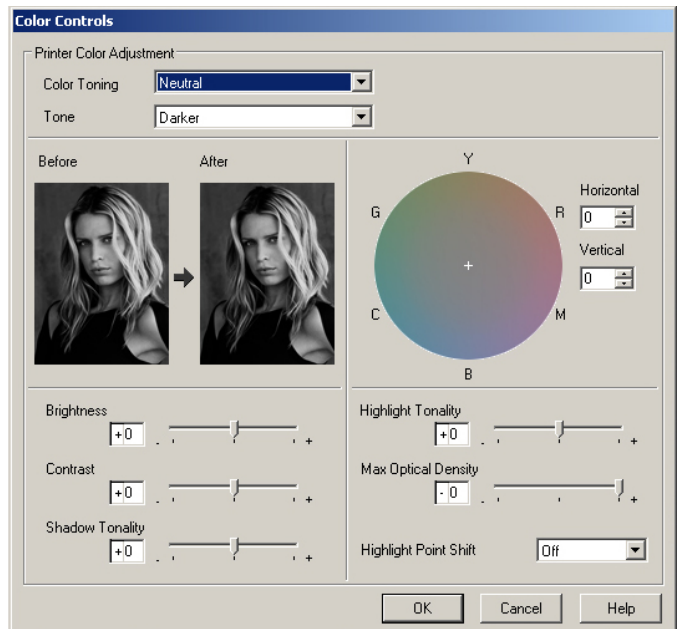 Color Controls
Printer Color Adjustment
Color Toning Neutral
Tone Darker
Before After
Y
G R
C M
B
Horizontal
0
Vertical
0
Brightness
+0 - +
Contrast
+0 - +
Shadow Tonality
+0 - +
Highlight Tonality
+0 - +
Max Optical Density
- 0 - +
Highlight Point Shift Off
OK Cancel Help